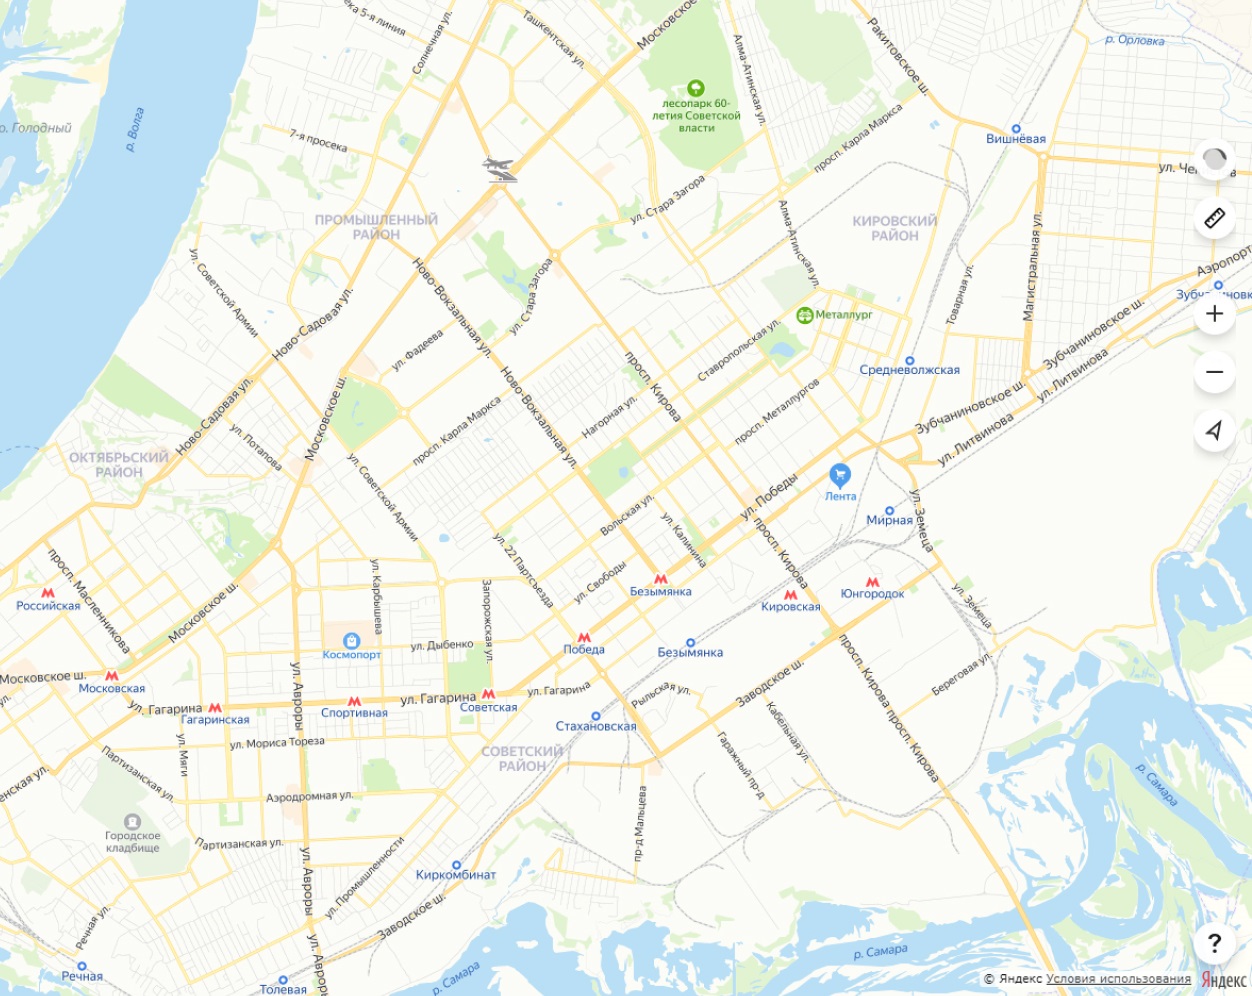 5-я линия
Солнечная ул.
Ташкентская ул.
Московское
Алма-Атинская ул.
Ракитовское ш.
р. Орловка
р. Волга
р. Голодный
7-я просека
лесопарк 60-
летия Советской
власти
просп. Карла Маркса
Вишнёвая
ПРОМЫШЛЕННЫЙ
РАЙОН
ул. Стара Загора
Алма-Атинская ул.
КИРОВСКИЙ
РАЙОН
Магистральная ул.
Аэропорт
ул. Советской Армии
Ново-Садовая ул.
Ново-Вокзальная ул.
ул. Стара Загора
Товарная ул.
Металлург
Зубчаниновское ш.
ул. Фадеева
просп. Кирова
Ставропольская ул.
Средневолжская
ул. Литвинова
Ново-Садовая ул.
Московское ш.
Ново-Вокзальная ул.
просп. Карла Маркса
Нагорная ул.
просп. Металлургов
Зубчаниновское ш.
ул. Литвинова
ОКТЯБРЬСКИЙ
РАЙОН
ул. Потапова
ул. Советской Армии
Вольская ул.
ул. Победы
Лента
Мирная
ул. Земеца
просп. Масленникова
Российская
Московское ш.
ул. Карбышева
Запорожская ул.
ул. 22 Партсъезда
ул. Свободы
ул. Калинина
просп. Кирова
Безымянка
Кировская
Юнгородок
ул. Земеца
Космопорт
ул. Дыбенко
Победа
Безымянка
просп. Кирова
просп. Кирова
Береговая ул.
Московское ш.
Московская
ул. Гагарина
Гагаринская
ул. Авроры
Спортивная
ул. Гагарина
Советская
ул. Гагарина
Рыльская ул.
Заводское ш.
Стахановская
Кабельная ул.
Гаражный пр-д
ул. Мяги
ул. Мориса Тореза
СОВЕТСКИЙ
РАЙОН
Партизанская ул.
Аэродромная ул.
р. Самара
Городское
кладбище
Партизанская ул.
ул. Авроры
ул. Промышленности
пр-д Мальцева
Киркомбинат
Заводское ш.
Речная ул.
Речная
ул. Авроры
Толевая
р. Самара
р. Самара
?
© Яндекс Условия использования
Яндекс